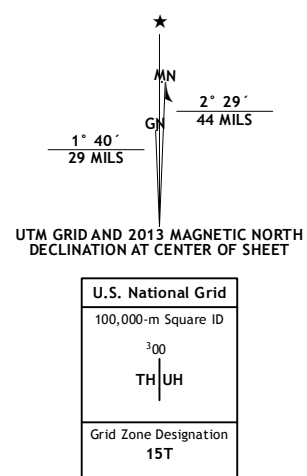 ★
MN
GN
2° 29´
44 MILS
1° 40´
29 MILS
UTM GRID AND 2013 MAGNETIC NORTH
DECLINATION AT CENTER OF SHEET
U.S. National Grid
100,000-m Square ID
³00
TH UH
Grid Zone Designation
15T